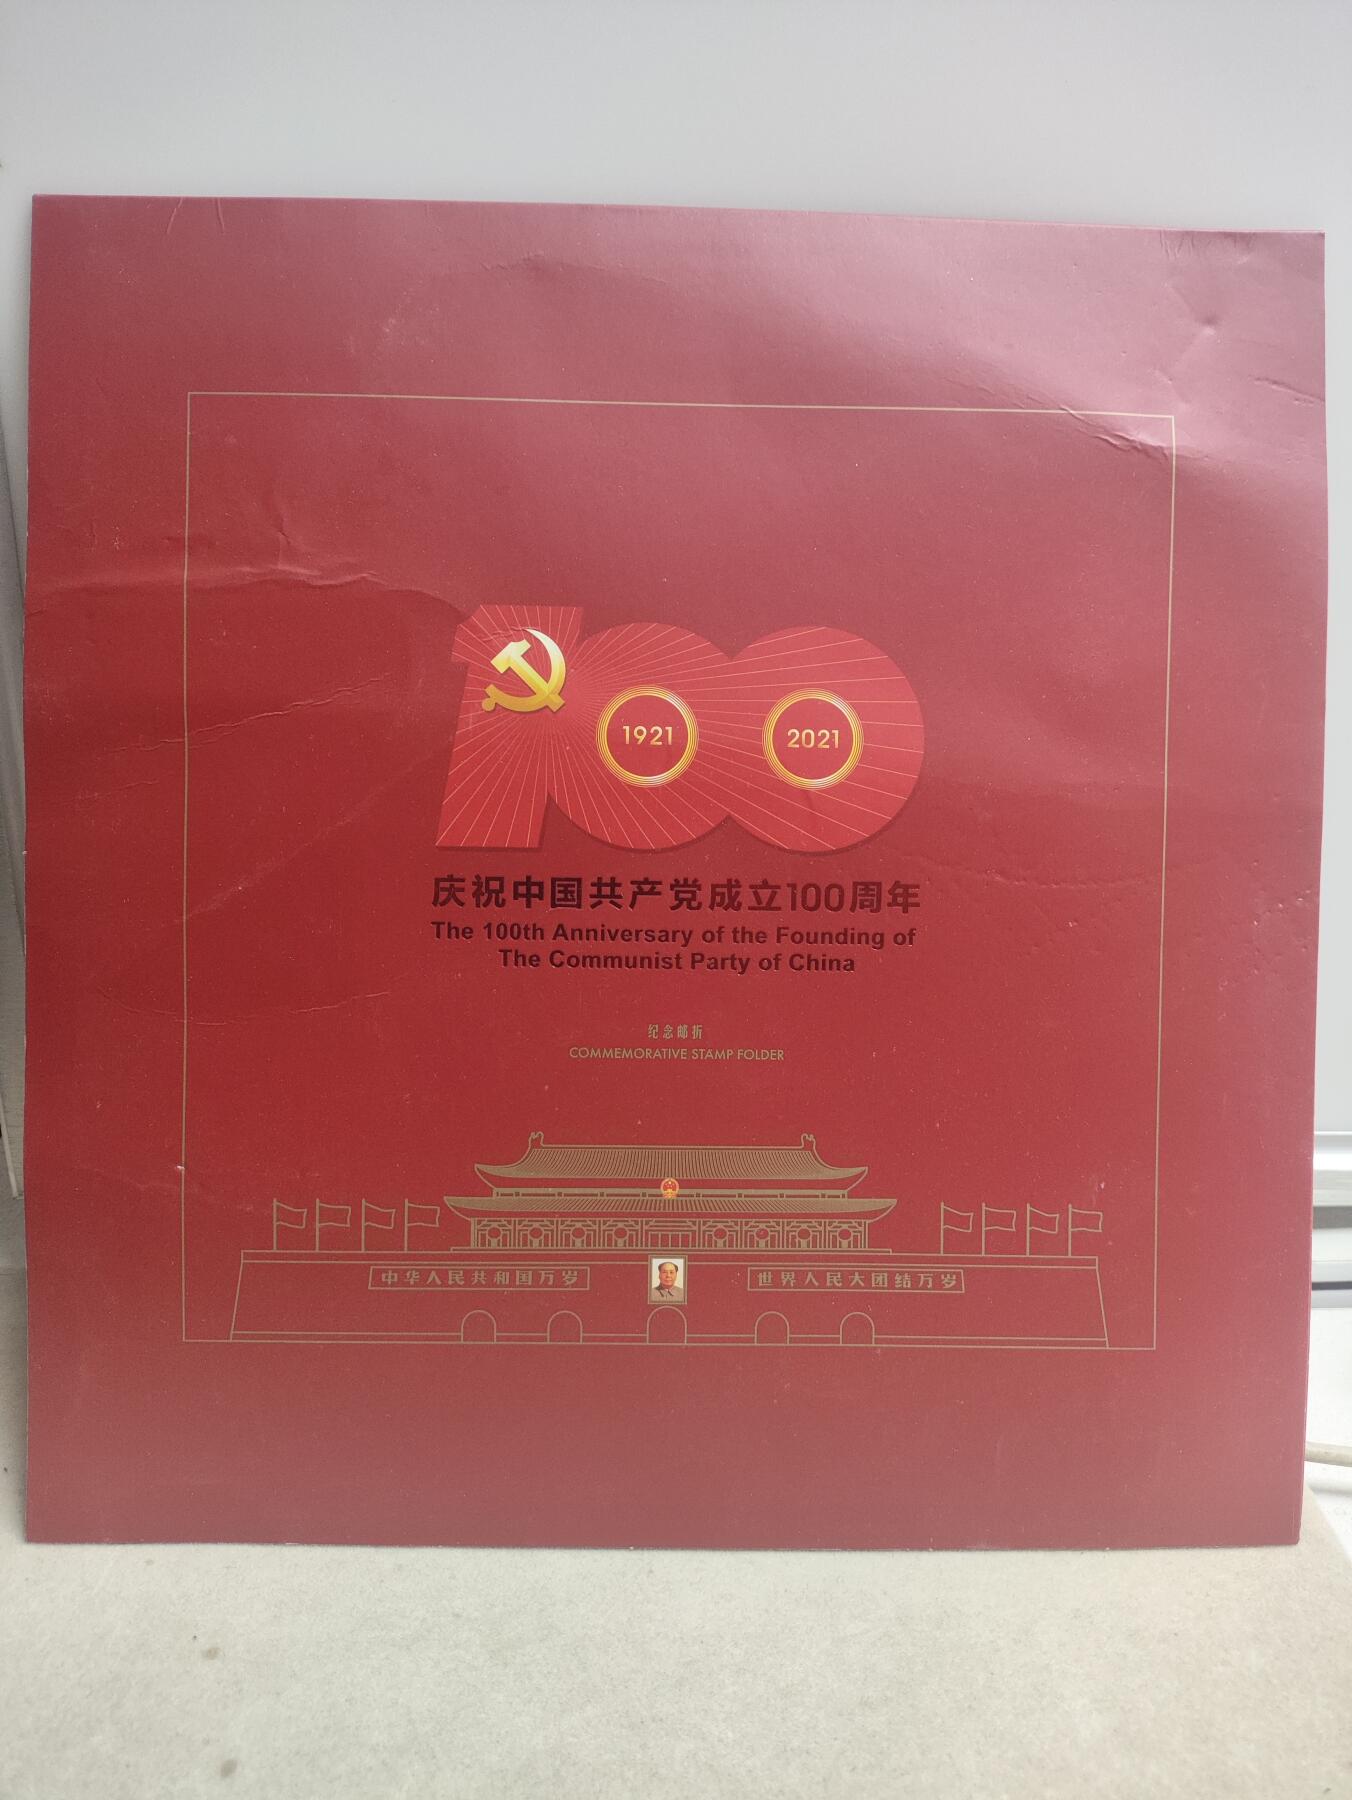 100
1921
2021
庆祝中国共产党成立100周年
The 100th Anniversary of the Founding of
The Communist Party of China
纪念邮折
COMMEMORATIVE STAMP FOLDER
中华人民共和国万岁
世界人民大团结万岁